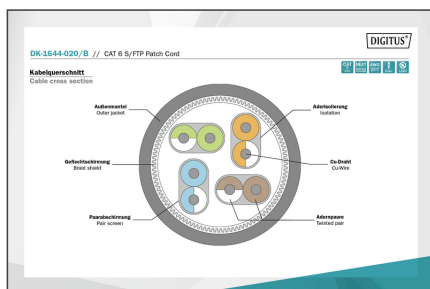 DIGITUS®
DK-1644-020/B // CAT 6 S/FTP Patch Cord
Kabelquerschnitt
Cable cross section
Außenmantel
Outer jacket
Aderisolierung
Isolation
Geflechtschirmung
Braid shield
Cu-Draht
Cu-Wire
Paarabschirmung
Pair screen
Adernpaare
Twisted pair